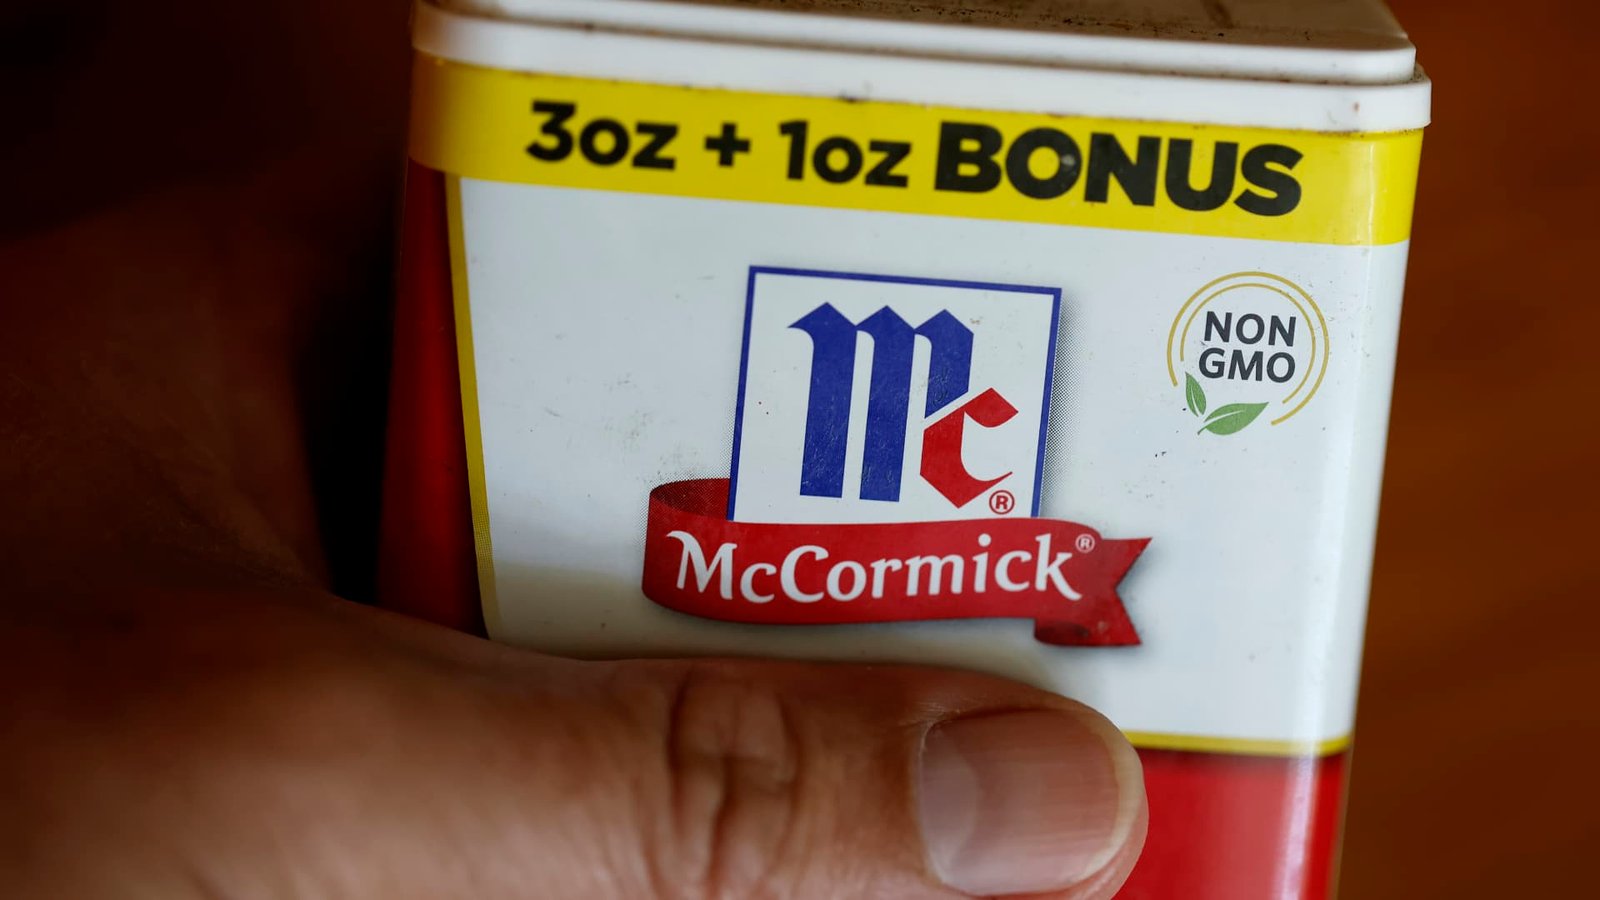 3oz + 1oz BONUS
NON
GMO
Mc®
McCormick®